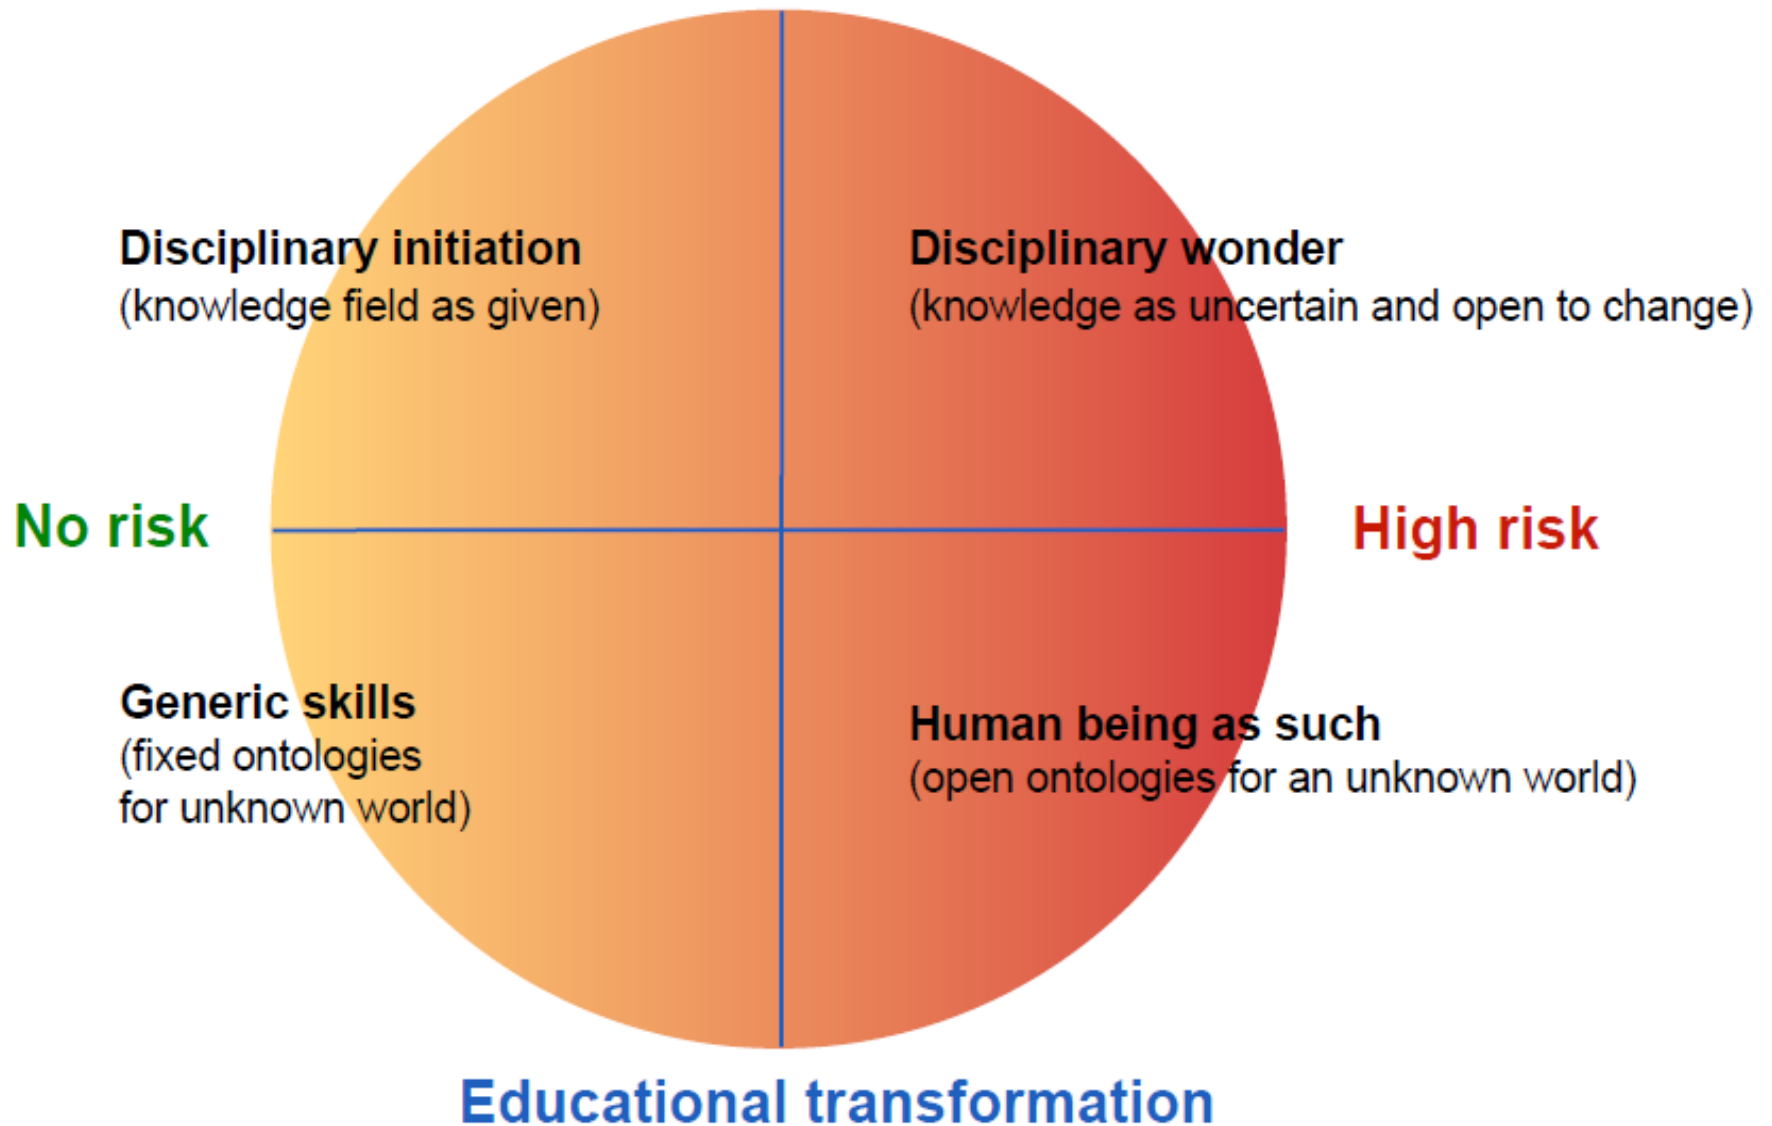 Disciplinary initiation
(knowledge field as given)
Disciplinary wonder
(knowledge as uncertain and open to change)
No risk
High risk
Generic skills
(fixed ontologies
for unknown world)
Human being as such
(open ontologies for an unknown world)
Educational transformation